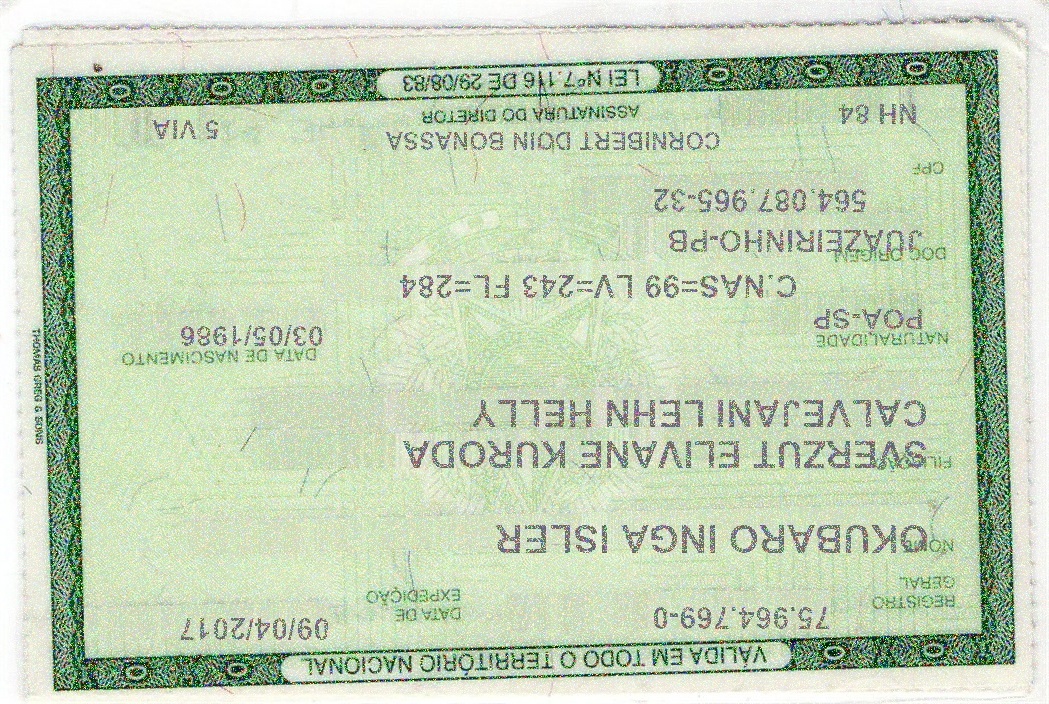 VÁLIDA EM TODO O TERRITÓRIO NACIONAL
REGISTRO GERAL 75.964.769-0 DATA DE EXPEDIÇÃO 09/04/2017
NOME OKUBARO INGA ISLER
FILIAÇÃO SVERZUT ELIVANE KURODA
CALVEJANI LEHN HELLY
NATURALIDADE DATA DE NASCIMENTO
POA-SP 03/05/1986
C.NAS=99 LV=243 FL=284
DOC ORIGEM JUAZEIRINHO-PB
564.087.965-32
CPF
CORNIBERT DOIN BONASSA
NH 84 ASSINATURA DO DIRETOR 5 VIA
LEI Nº 7.116 DE 29/08/83
THOMAS GREG & SONS